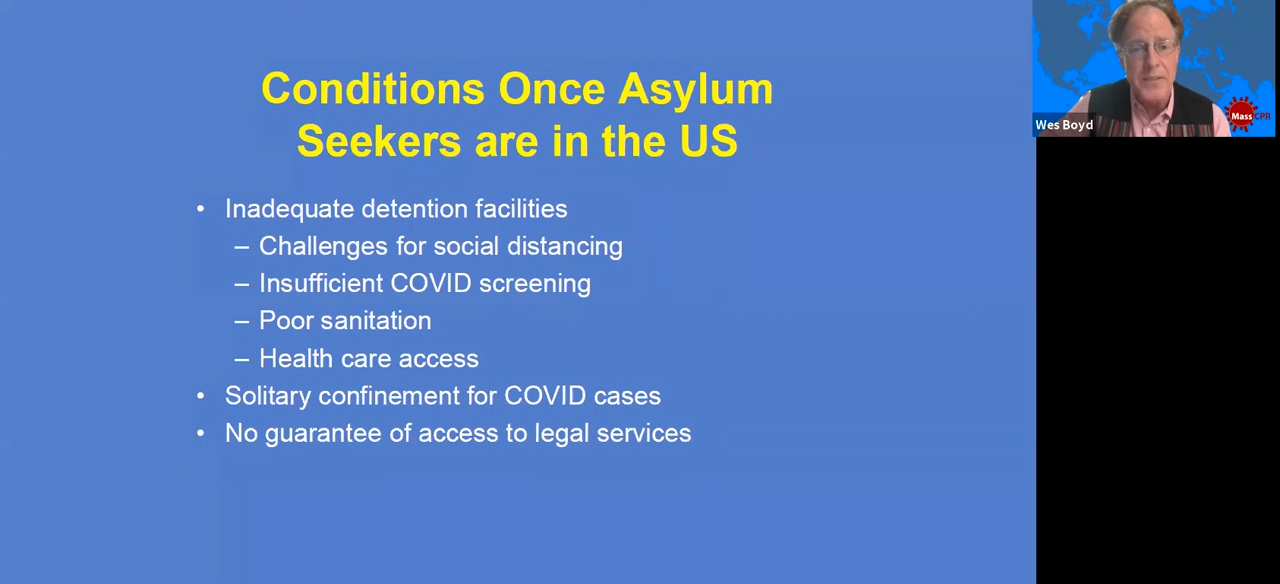 Conditions Once Asylum
Seekers are in the US
• Inadequate detention facilities
– Challenges for social distancing
– Insufficient COVID screening
– Poor sanitation
– Health care access
• Solitary confinement for COVID cases
• No guarantee of access to legal services
Wes Boyd
MassCPR